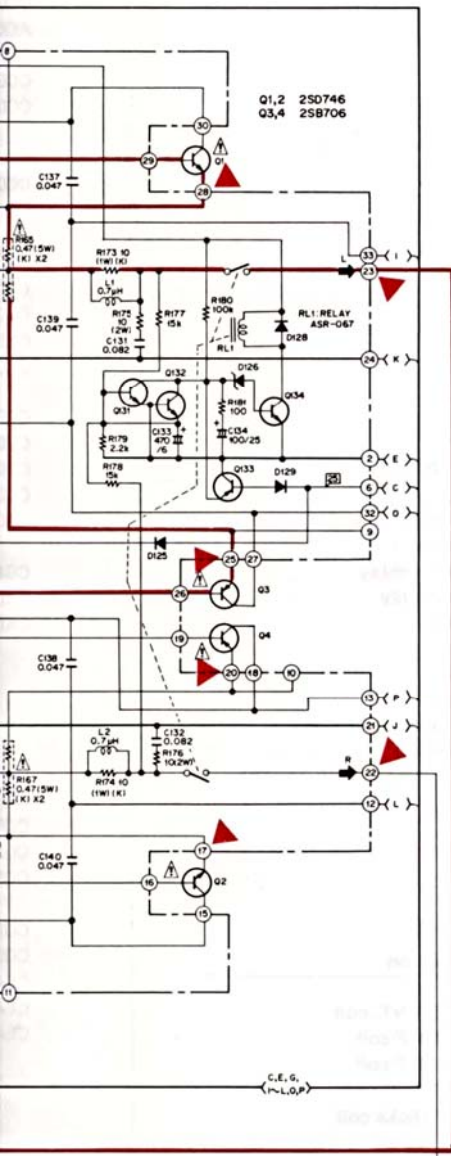 8
Q1,2 2SD746
Q3,4 2SB706
30
29
Q1
28
C137
0.047
R165
0.47(5W)
(K) X2
R173 10
(1W)(K)
L1
0.7μH
R175
10
(2W)
C131
0.082
R177
15k
R180
100k
RL1
D128
RL1:RELAY
ASR-067
L
33 ( I )
23
24 ( K )
C139
0.047
Q132
Q131
D126
R181
100
Q134
R179
2.2k
C133
470
/6
C134
100/25
R178
15k
Q133
D129
2 ( E )
6 ( C )
32 ( O )
9
D125
25
27
26
Q3
19
Q4
20
18
10
C138
0.047
13 ( P )
21 ( J )
L2
0.7μH
C132
0.082
R176
10(2W)
R174 10
(1W)(K)
R
22
12 ( L )
R167
0.47(5W)
(K) X2
C140
0.047
17
16
Q2
15
11
C,E,G,
I~L,O,P